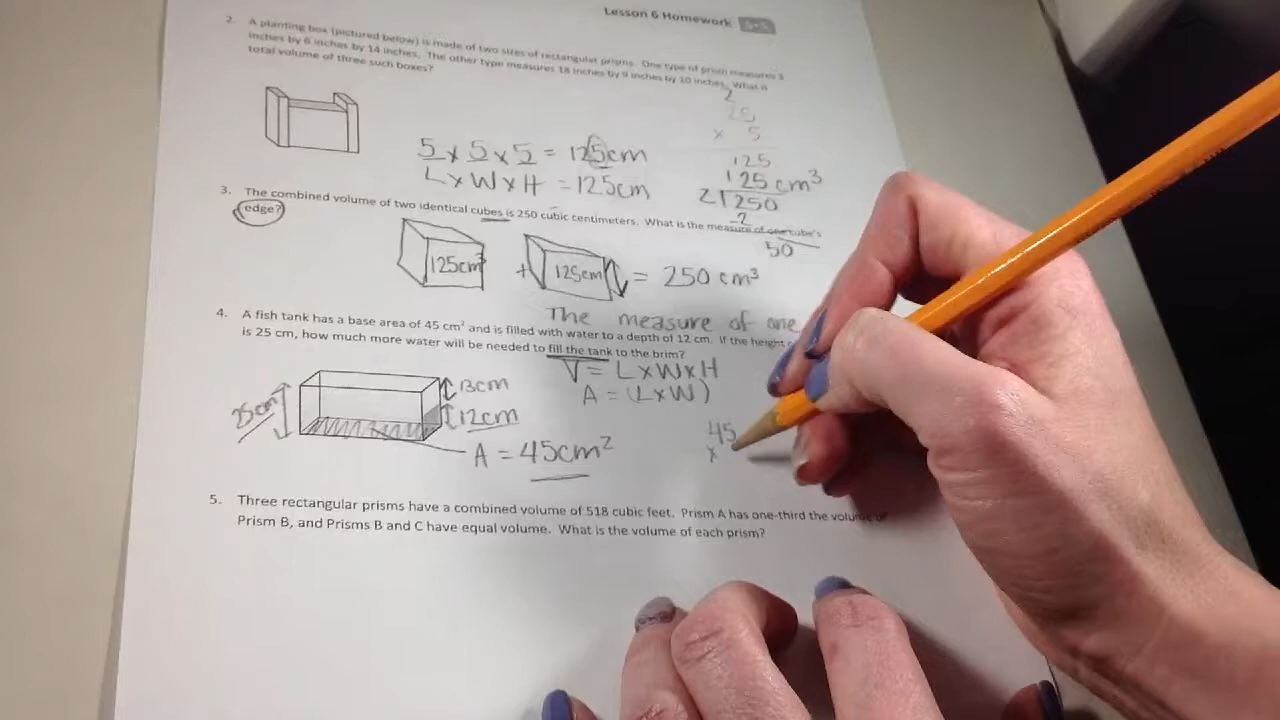 Lesson 6 Homework
2. A planting box (pictured below) is made of two sizes of rectangular prisms. One type of prism measures 3
inches by 6 inches by 14 inches. The other type measures 18 inches by 9 inches by 10 inches. What is
total volume of three such boxes?
2
25
x 5
125
5 x 5 x 5 = 125cm
L x W x H = 125cm
125 cm³
2 250
-2
50
3. The combined volume of two identical cubes is 250 cubic centimeters. What is the measure of one cube's
edge?
125cm³ + 125cm = 250 cm³
The measure of one
4. A fish tank has a base area of 45 cm² and is filled with water to a depth of 12 cm. If the height
is 25 cm, how much more water will be needed to fill the tank to the brim?
V = L x W x H
A = (L x W)
25cm
13cm
12cm
A = 45cm²
45
x
5. Three rectangular prisms have a combined volume of 518 cubic feet. Prism A has one-third the volume of
Prism B, and Prisms B and C have equal volume. What is the volume of each prism?